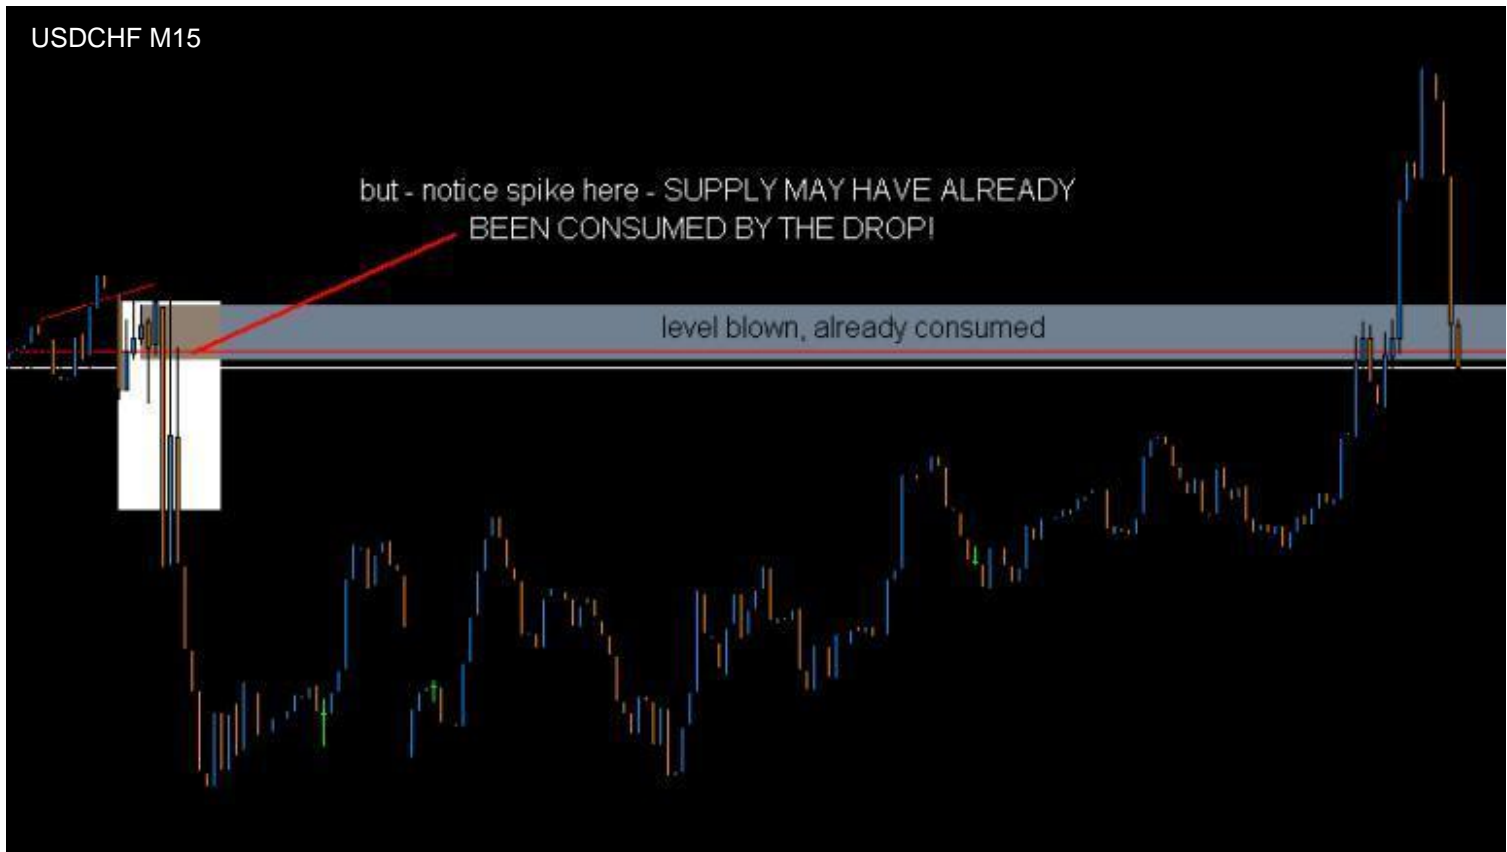 USDCHF M15
but - notice spike here - SUPPLY MAY HAVE ALREADY
BEEN CONSUMED BY THE DROP!
level blown, already consumed